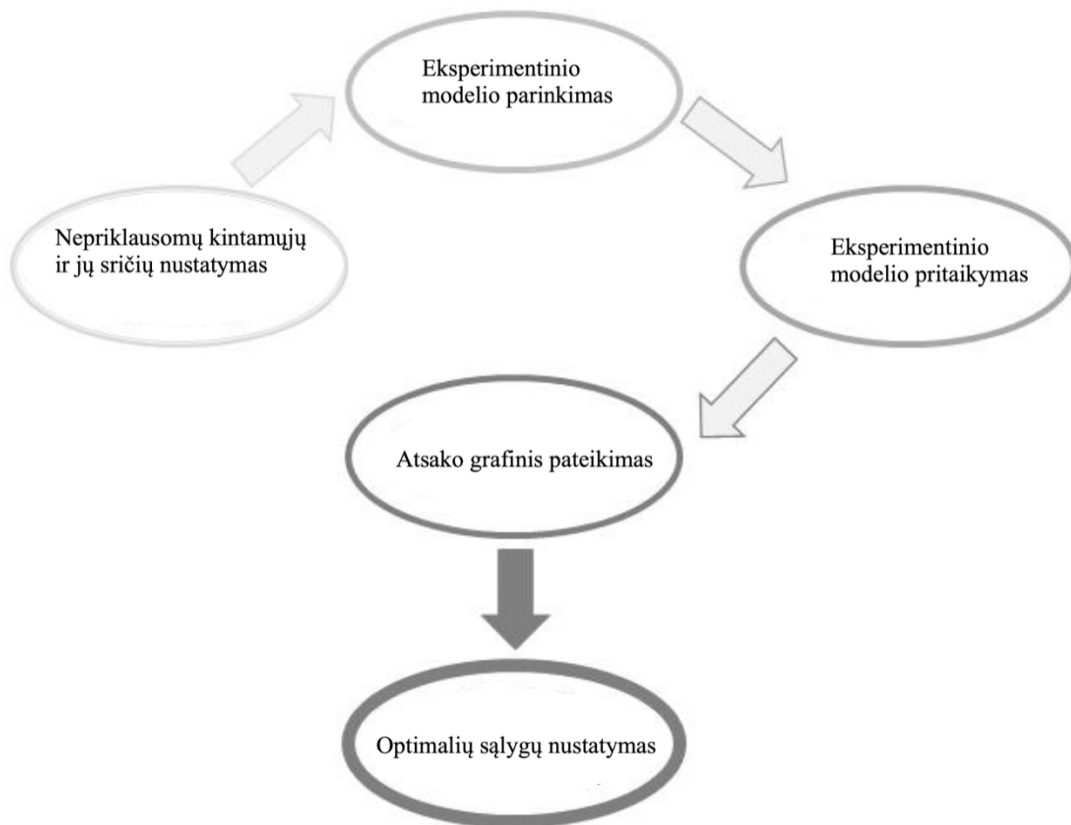 Eksperimentinio
modelio parinkimas
Nepriklausomų kintamųjų
ir jų sričių nustatymas
Eksperimentinio
modelio pritaikymas
Atsako grafinis pateikimas
Optimalių sąlygų nustatymas